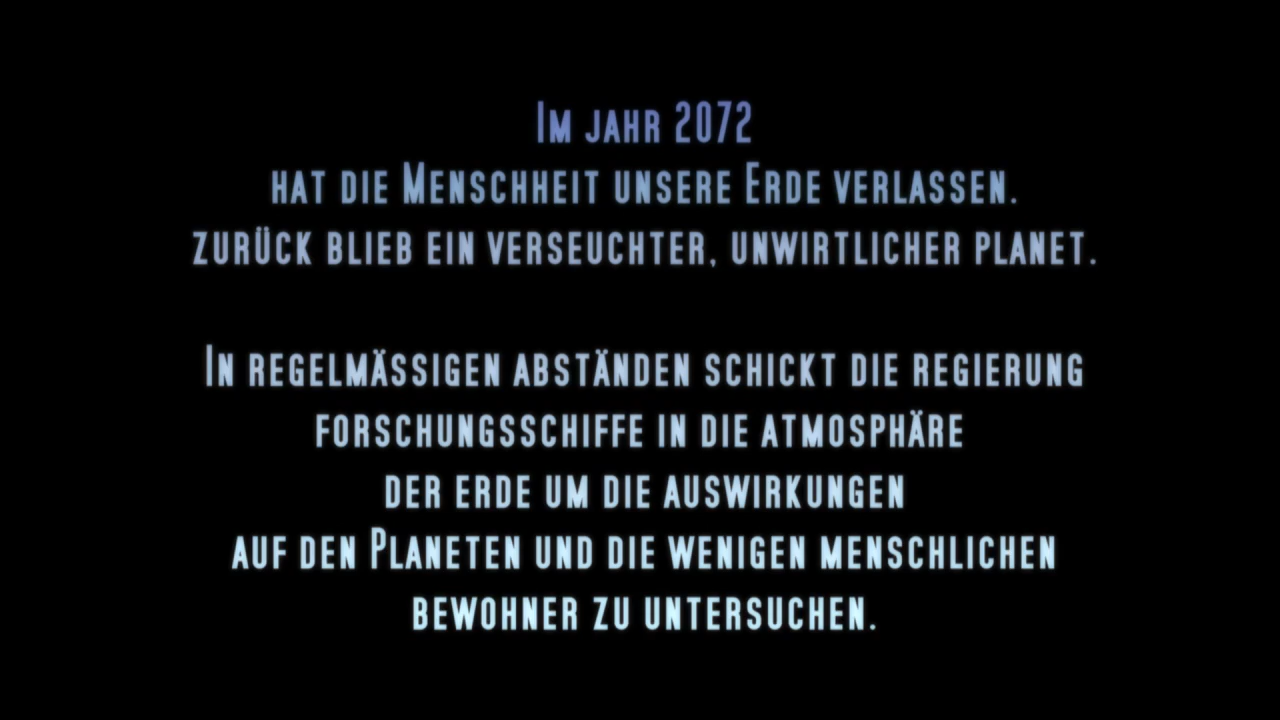 Im jahr 2072
hat die Menschheit unsere Erde verlassen.
zurück blieb ein verseuchter, unwirtlicher planet.
In regelmässigen abständen schickt die regierung
forschungsschiffe in die atmosphäre
der erde um die auswirkungen
auf den Planeten und die wenigen menschlichen
bewohner zu untersuchen.